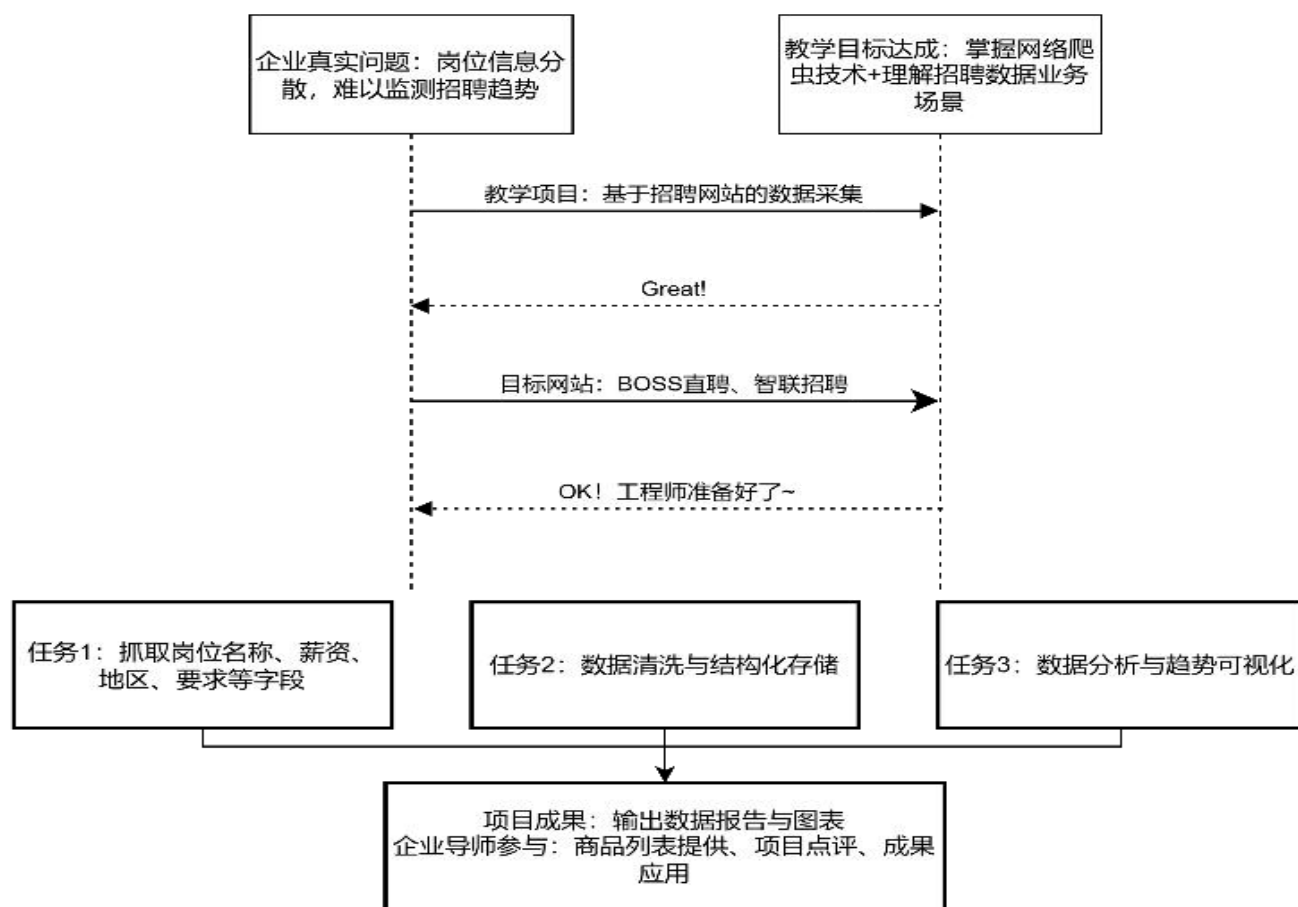 企业真实问题：岗位信息分
散，难以监测招聘趋势
教学目标达成：掌握网络爬
虫技术+理解招聘数据业务
场景
教学项目：基于招聘网站的数据采集
Great!
目标网站：BOSS直聘、智联招聘
OK！工程师准备好了~
任务1：抓取岗位名称、薪资、
地区、要求等字段
任务2：数据清洗与结构化存储
任务3：数据分析与趋势可视化
项目成果：输出数据报告与图表
企业导师参与：商品列表提供、项目点评、成果
应用